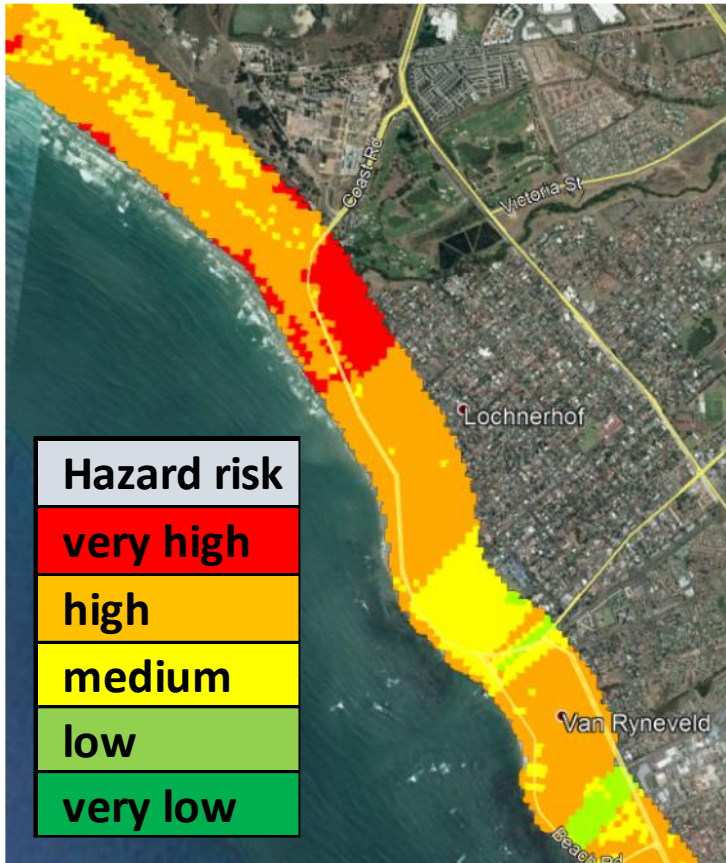 Coast Rd
Victoria St
Lochnerhof
Hazard risk
very high
high
medium
low
very low
Van Ryneveld
Beach Rd